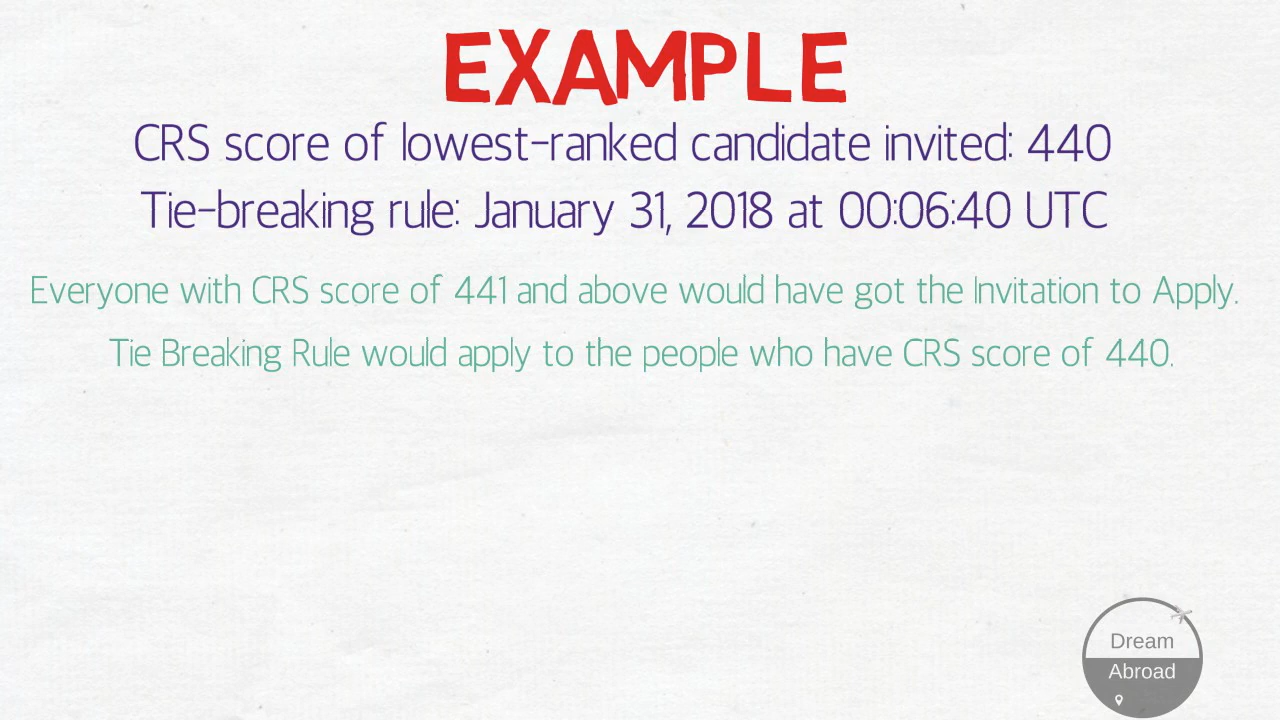 EXAMPLE
CRS score of lowest-ranked candidate invited: 440
Tie-breaking rule: January 31, 2018 at 00:06:40 UTC
Everyone with CRS score of 441 and above would have got the Invitation to Apply.
Tie Breaking Rule would apply to the people who have CRS score of 440.
Dream
Abroad